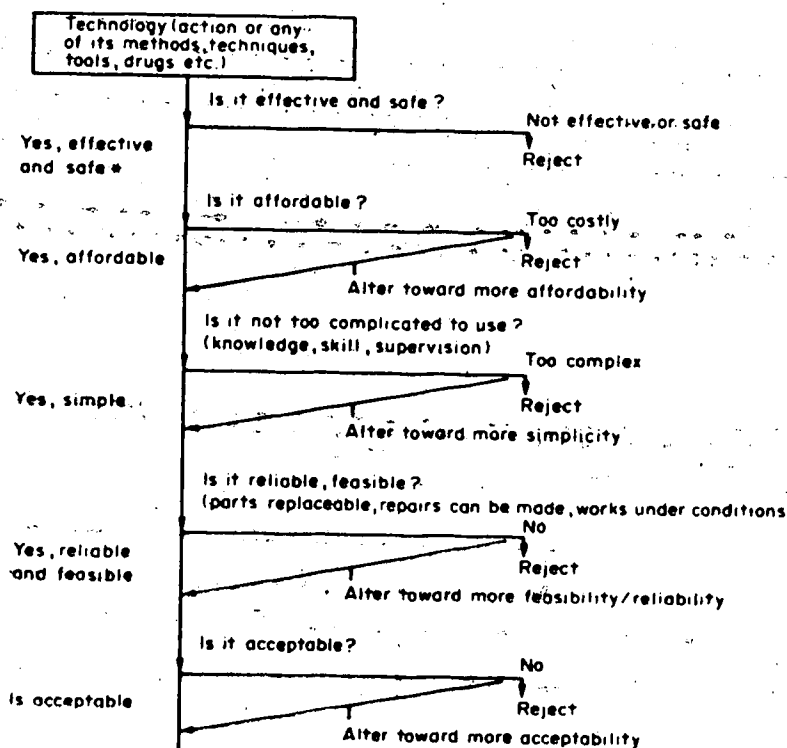 Technology (action or any
of its methods, techniques,
tools, drugs etc.)
Is it effective and safe ?
Not effective or safe
Reject
Yes, effective
and safe *
Is it affordable ?
Too costly
Reject
Yes, affordable
Alter toward more affordability
Is it not too complicated to use ?
(knowledge, skill, supervision)
Too complex
Reject
Yes, simple
Alter toward more simplicity
Is it reliable, feasible ?
(parts replaceable, repairs can be made, works under conditions
No
Reject
Yes, reliable
and feasible
Alter toward more feasibility/reliability
Is it acceptable ?
No
Reject
Is acceptable
Alter toward more acceptability